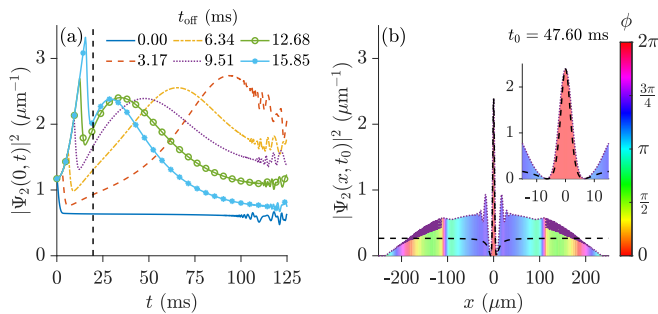 t_off (ms)
0.00 6.34 12.68
3.17 9.51 15.85
(a)
|Ψ₂(0, t)|² (μm⁻¹)
3
2
1
0
0 25 50 75 100 125
t (ms)
(b)
t₀ = 47.60 ms
|Ψ₂(x, t₀)|² (μm⁻¹)
3
2
1
0
-200 -100 0 100 200
x (μm)
2
1
0
-10 0 10
ϕ
2π
3π/4
π
π/2
0